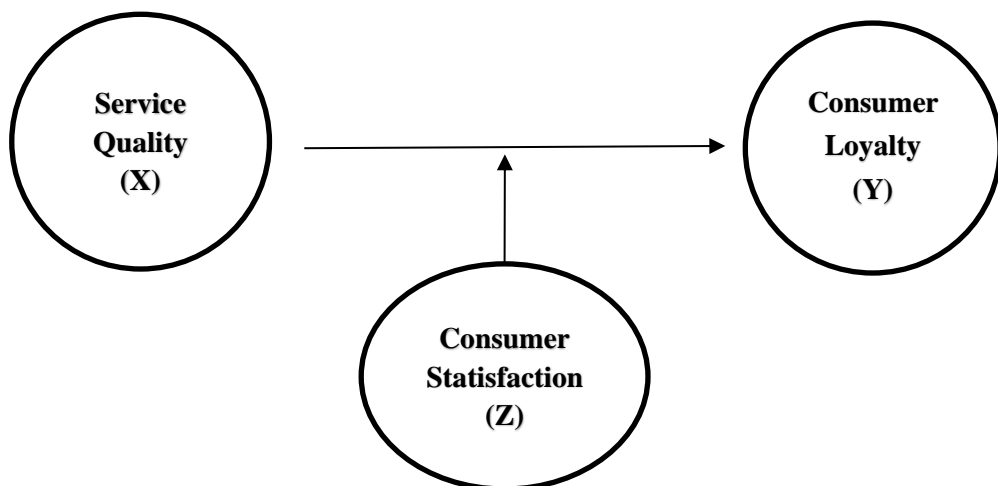 Service
Quality
(X)
Consumer
Loyalty
(Y)
Consumer
Statisfaction
(Z)